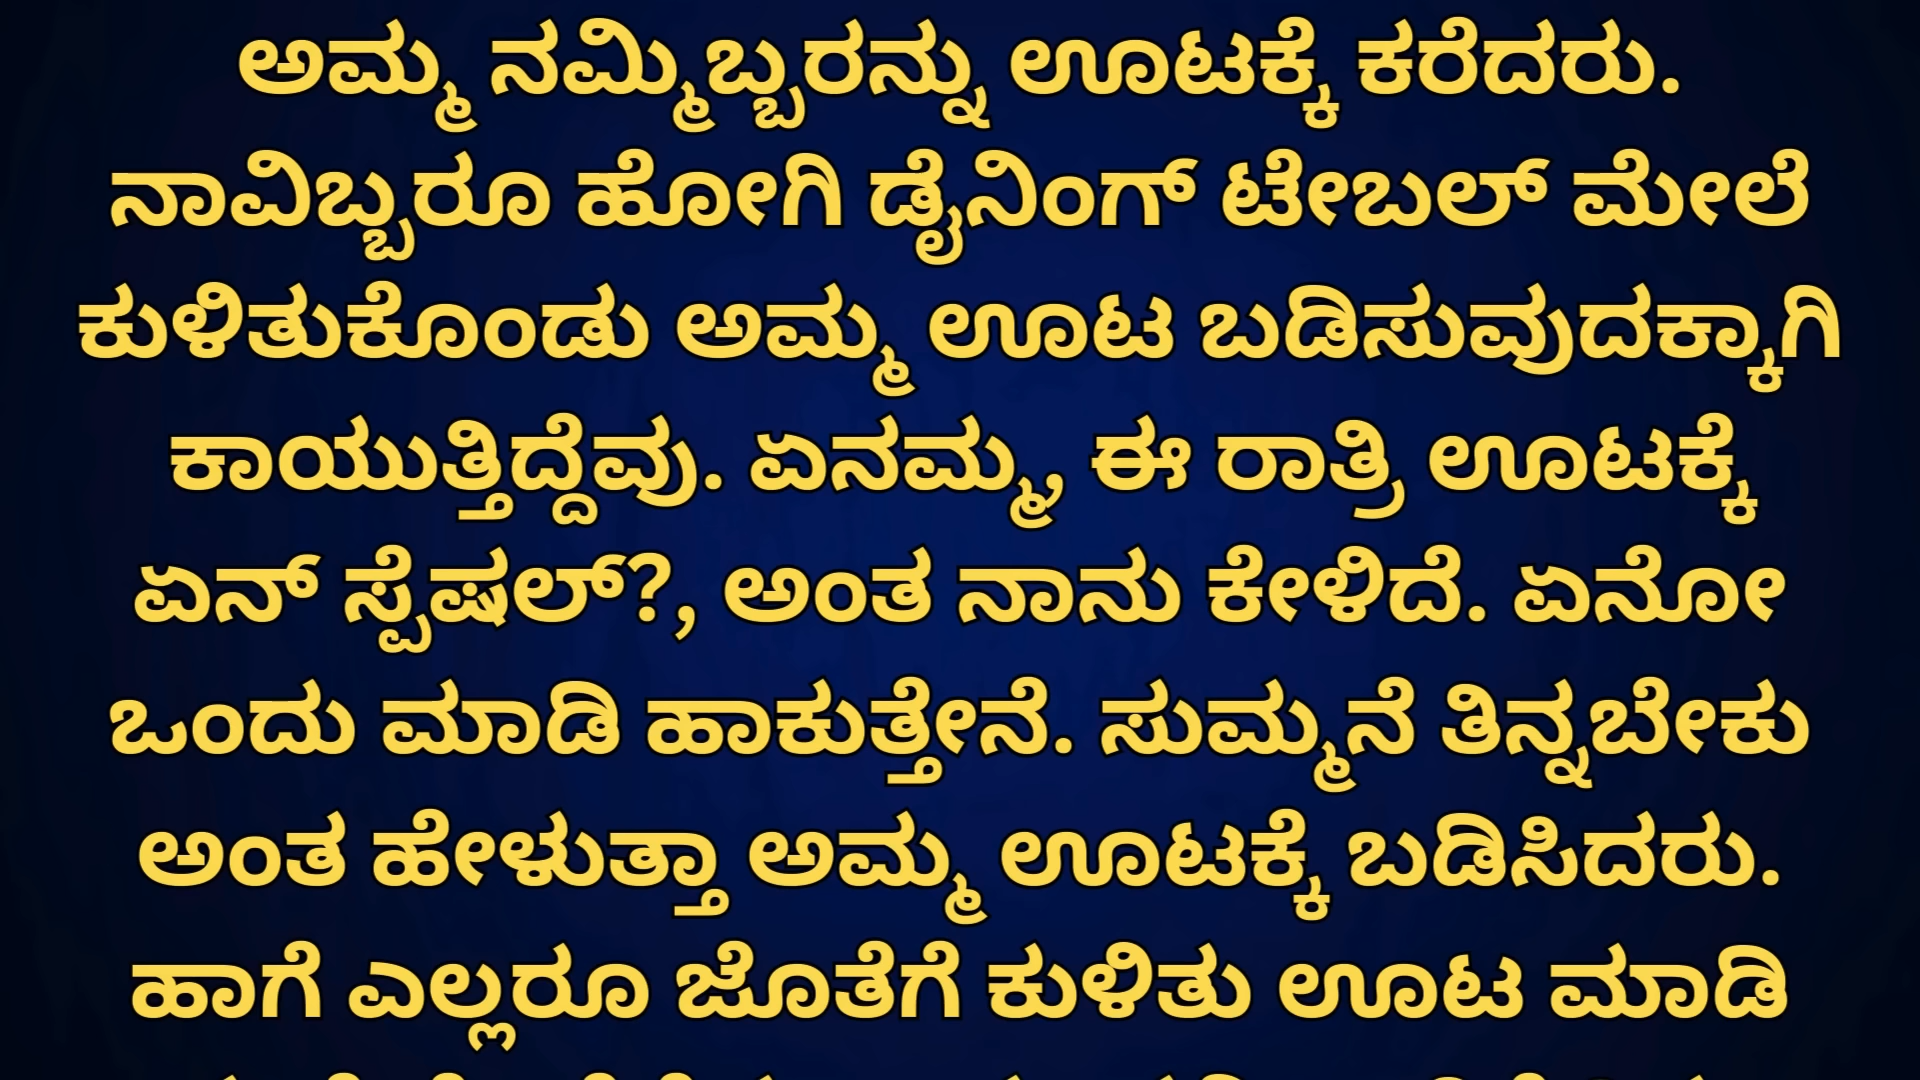 ಅಮ್ಮ ನಮ್ಮಿಬ್ಬರನ್ನು ಊಟಕ್ಕೆ ಕರೆದರು.
ನಾವಿಬ್ಬರೂ ಹೋಗಿ ಡೈನಿಂಗ್ ಟೇಬಲ್ ಮೇಲೆ
ಕುಳಿತುಕೊಂಡು ಅಮ್ಮ ಊಟ ಬಡಿಸುವುದಕ್ಕಾಗಿ
ಕಾಯುತ್ತಿದ್ದೆವು. ಏನಮ್ಮ, ಈ ರಾತ್ರಿ ಊಟಕ್ಕೆ
ಏನ್ ಸ್ಪೆಷಲ್?, ಅಂತ ನಾನು ಕೇಳಿದೆ. ಏನೋ
ಒಂದು ಮಾಡಿ ಹಾಕುತ್ತೇನೆ. ಸುಮ್ಮನೆ ತಿನ್ನಬೇಕು
ಅಂತ ಹೇಳುತ್ತಾ ಅಮ್ಮ ಊಟಕ್ಕೆ ಬಡಿಸಿದರು.
ಹಾಗೆ ಎಲ್ಲರೂ ಜೊತೆಗೆ ಕುಳಿತು ಊಟ ಮಾಡಿ